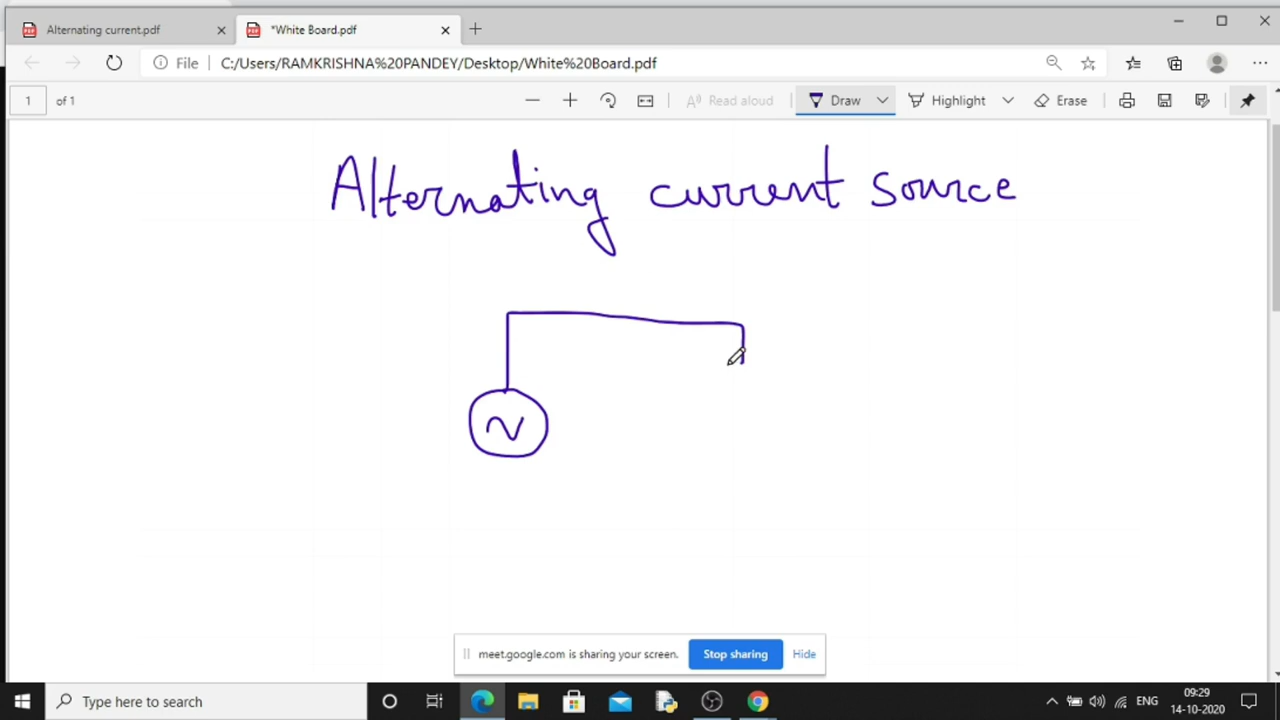 Alternating current.pdf
*White Board.pdf
File
C:/Users/RAMKRISHNA%20PANDEY/Desktop/White%20Board.pdf
1 of 1
Read aloud
Draw
Highlight
Erase
Alternating current source
meet.google.com is sharing your screen.
Stop sharing
Hide
Type here to search
ENG
09:29
14-10-2020